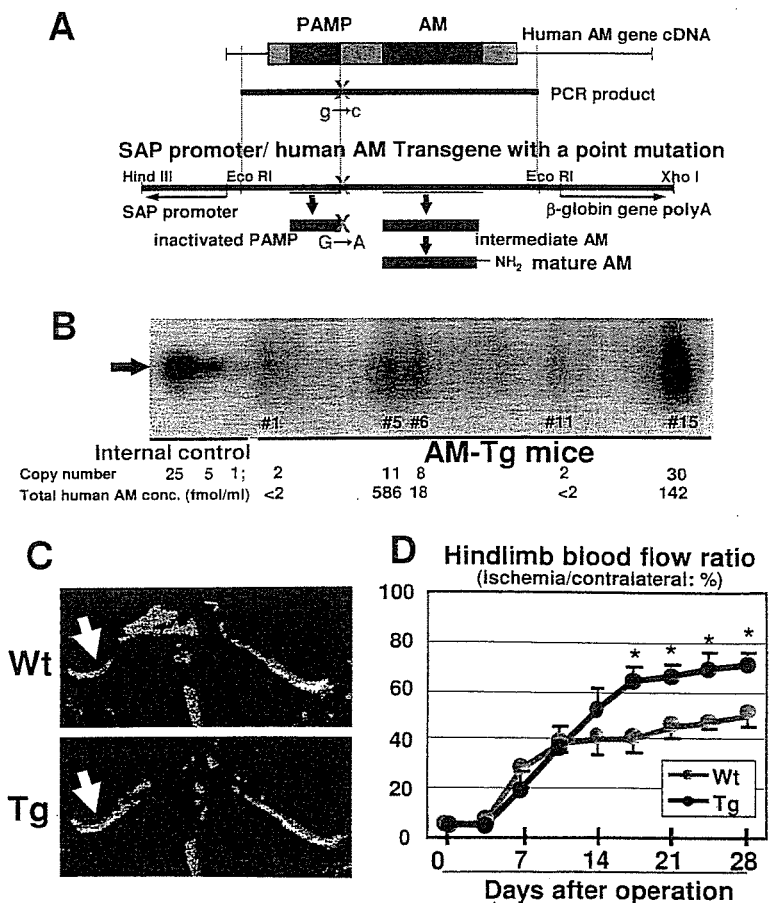 A
PAMP AM
Human AM gene cDNA
PCR product
g→c
SAP promoter/ human AM Transgene with a point mutation
Hind III Eco RI Eco RI Xho I
SAP promoter β-globin gene polyA
inactivated PAMP G→A intermediate AM
NH2 mature AM
B
#1 #5 #6 #11 #15
Internal control AM-Tg mice
Copy number 25 5 1; 2 11 8 2 30
Total human AM conc. (fmol/ml) <2 586 18 <2 142
C
Wt
Tg
D
Hindlimb blood flow ratio
(Ischemia/contralateral: %)
100
80
60
40
20
0
* * * *
Wt
Tg
0 7 14 21 28
Days after operation